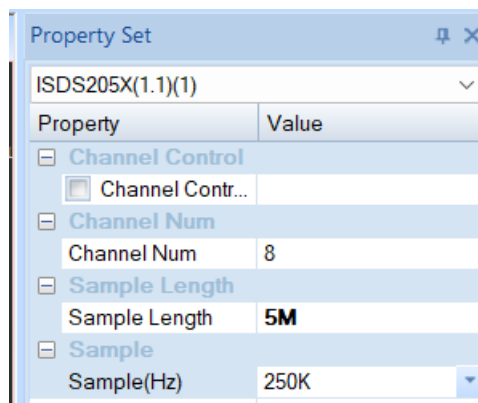 Property Set
ISDS205X(1.1)(1)
Property Value
Channel Control
Channel Contr...
Channel Num
Channel Num 8
Sample Length
Sample Length 5M
Sample
Sample(Hz) 250K